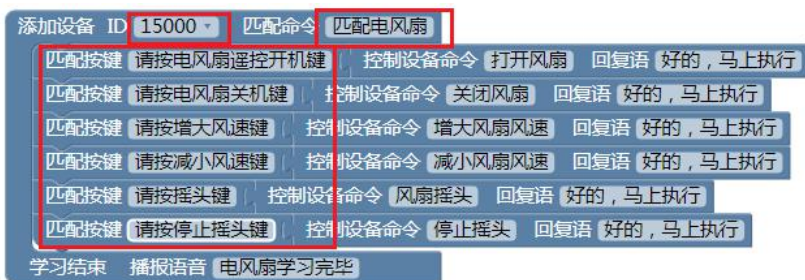 添加设备 ID 15000 匹配命令 匹配电风扇
匹配按键 请按电风扇遥控开机键 控制设备命令 打开风扇 回复语 好的，马上执行
匹配按键 请按电风扇关机键 控制设备命令 关闭风扇 回复语 好的，马上执行
匹配按键 请按增大风速键 控制设备命令 增大风扇风速 回复语 好的，马上执行
匹配按键 请按减小风速键 控制设备命令 减小风扇风速 回复语 好的，马上执行
匹配按键 请按摇头键 控制设备命令 风扇摇头 回复语 好的，马上执行
匹配按键 请按停止摇头键 控制设备命令 停止摇头 回复语 好的，马上执行
学习结束 播报语音 电风扇学习完毕